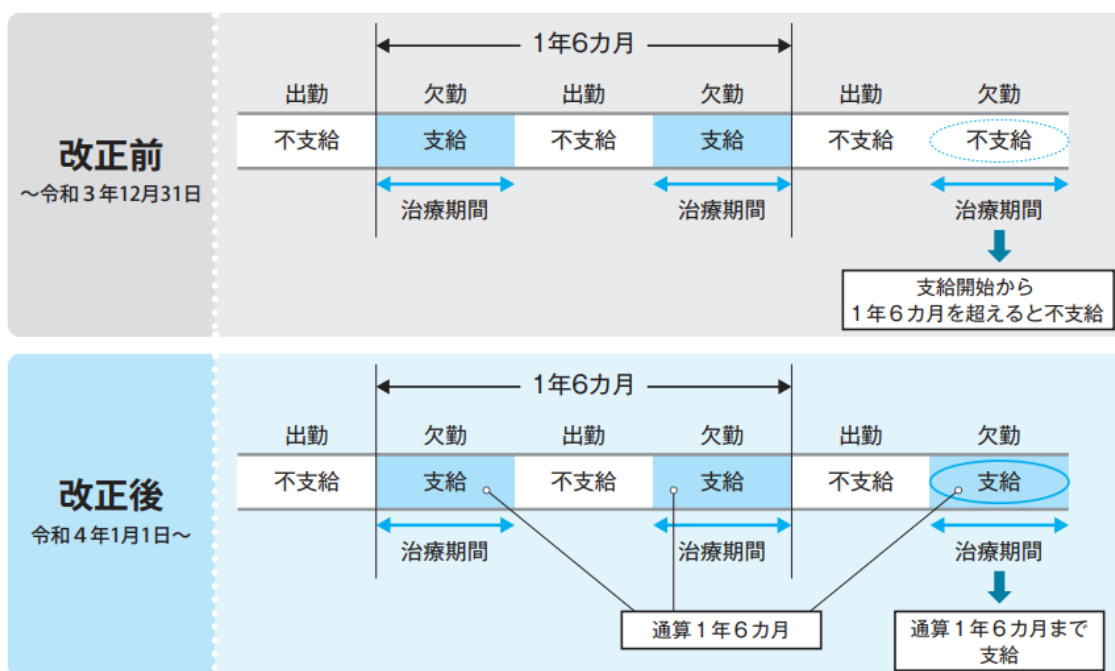 1年6カ月
出勤 欠勤 出勤 欠勤 出勤 欠勤
改正前
～令和3年12月31日
不支給 支給 不支給 支給 不支給 不支給
治療期間 治療期間 治療期間
支給開始から
1年6カ月を超えると不支給
1年6カ月
出勤 欠勤 出勤 欠勤 出勤 欠勤
改正後
令和4年1月1日～
不支給 支給 不支給 支給 不支給 支給
治療期間 治療期間 治療期間
通算1年6カ月
通算1年6カ月まで
支給